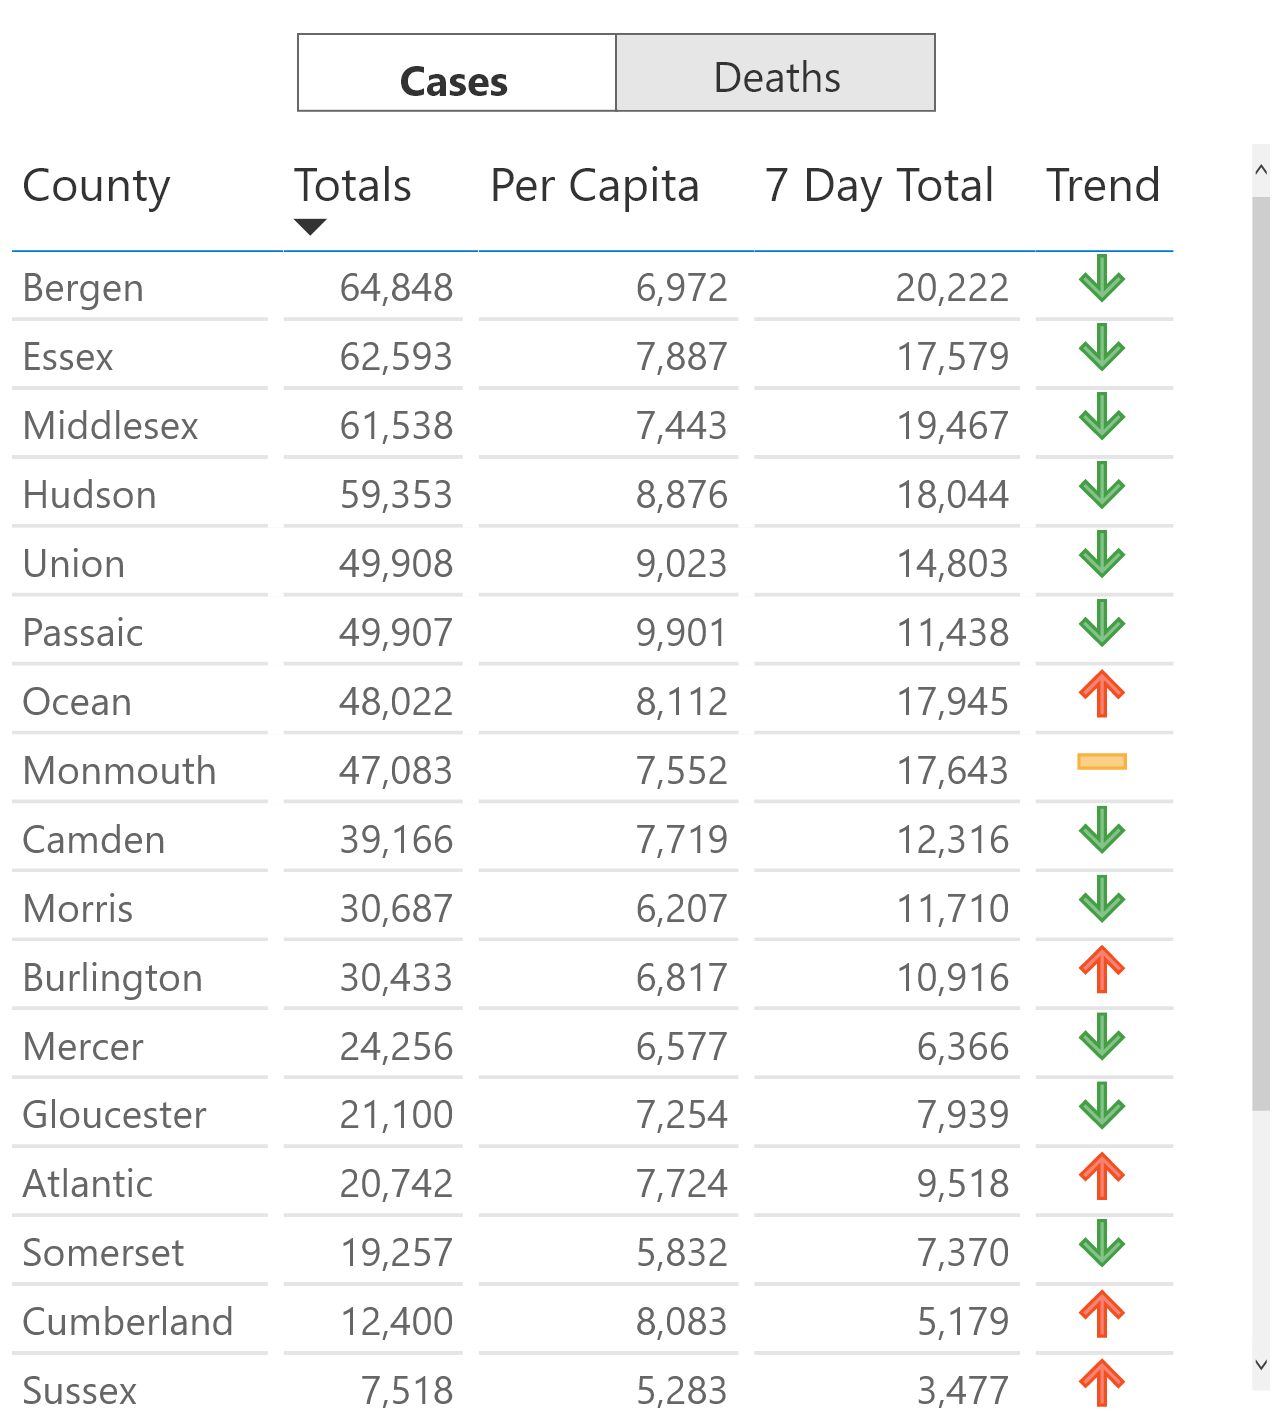 Cases Deaths
County Totals Per Capita 7 Day Total Trend
Bergen 64,848 6,972 20,222
Essex 62,593 7,887 17,579
Middlesex 61,538 7,443 19,467
Hudson 59,353 8,876 18,044
Union 49,908 9,023 14,803
Passaic 49,907 9,901 11,438
Ocean 48,022 8,112 17,945
Monmouth 47,083 7,552 17,643
Camden 39,166 7,719 12,316
Morris 30,687 6,207 11,710
Burlington 30,433 6,817 10,916
Mercer 24,256 6,577 6,366
Gloucester 21,100 7,254 7,939
Atlantic 20,742 7,724 9,518
Somerset 19,257 5,832 7,370
Cumberland 12,400 8,083 5,179
Sussex 7,518 5,283 3,477